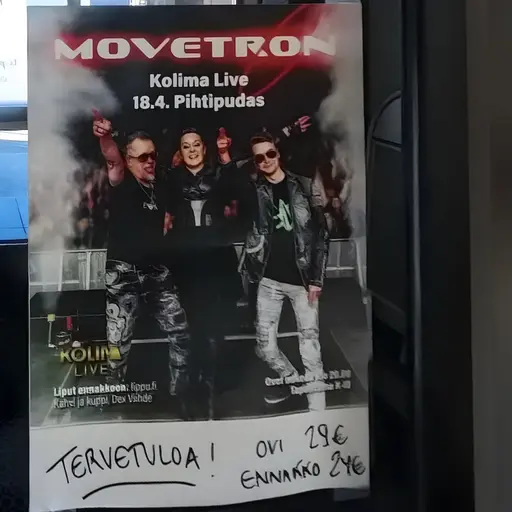 MOVETRON
Kolima Live
18.4. Pihtipudas
KOLIMA
LIVE
Liput ennakkoon: lippu.fi
Kahvi ja kuppi, Dex Viihde
TERVETULOA! OVI 29€
ENNAKKO 24€